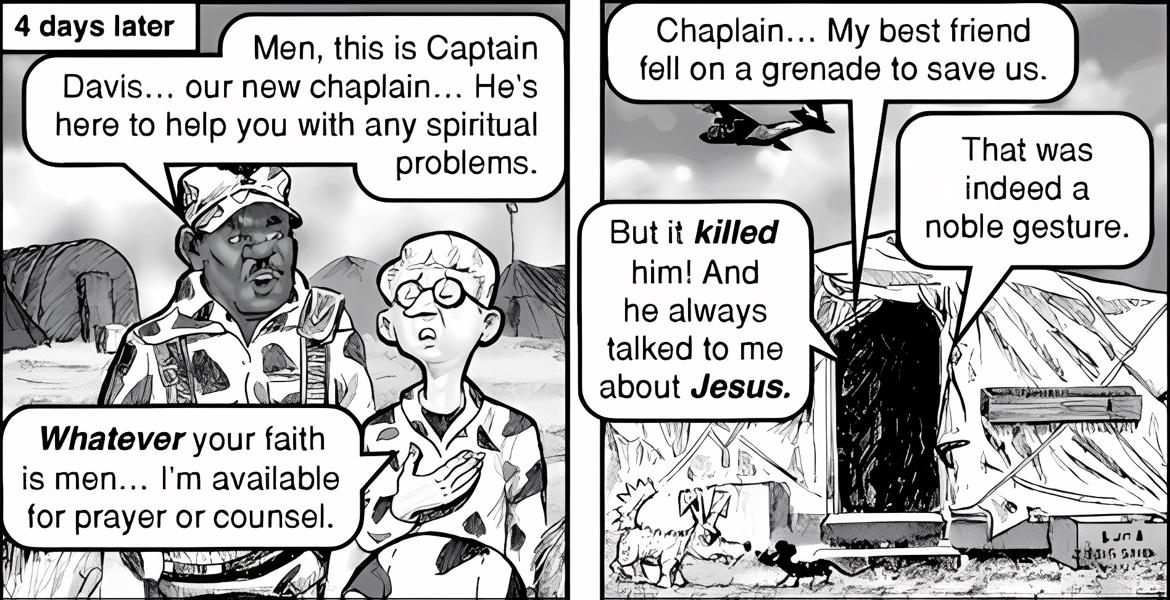 4 days later
Men, this is Captain
Davis... our new chaplain... He's
here to help you with any spiritual
problems.
Whatever your faith
is men... I'm available
for prayer or counsel.
Chaplain... My best friend
fell on a grenade to save us.
That was
indeed a
noble gesture.
But it killed
him! And
he always
talked to me
about Jesus.